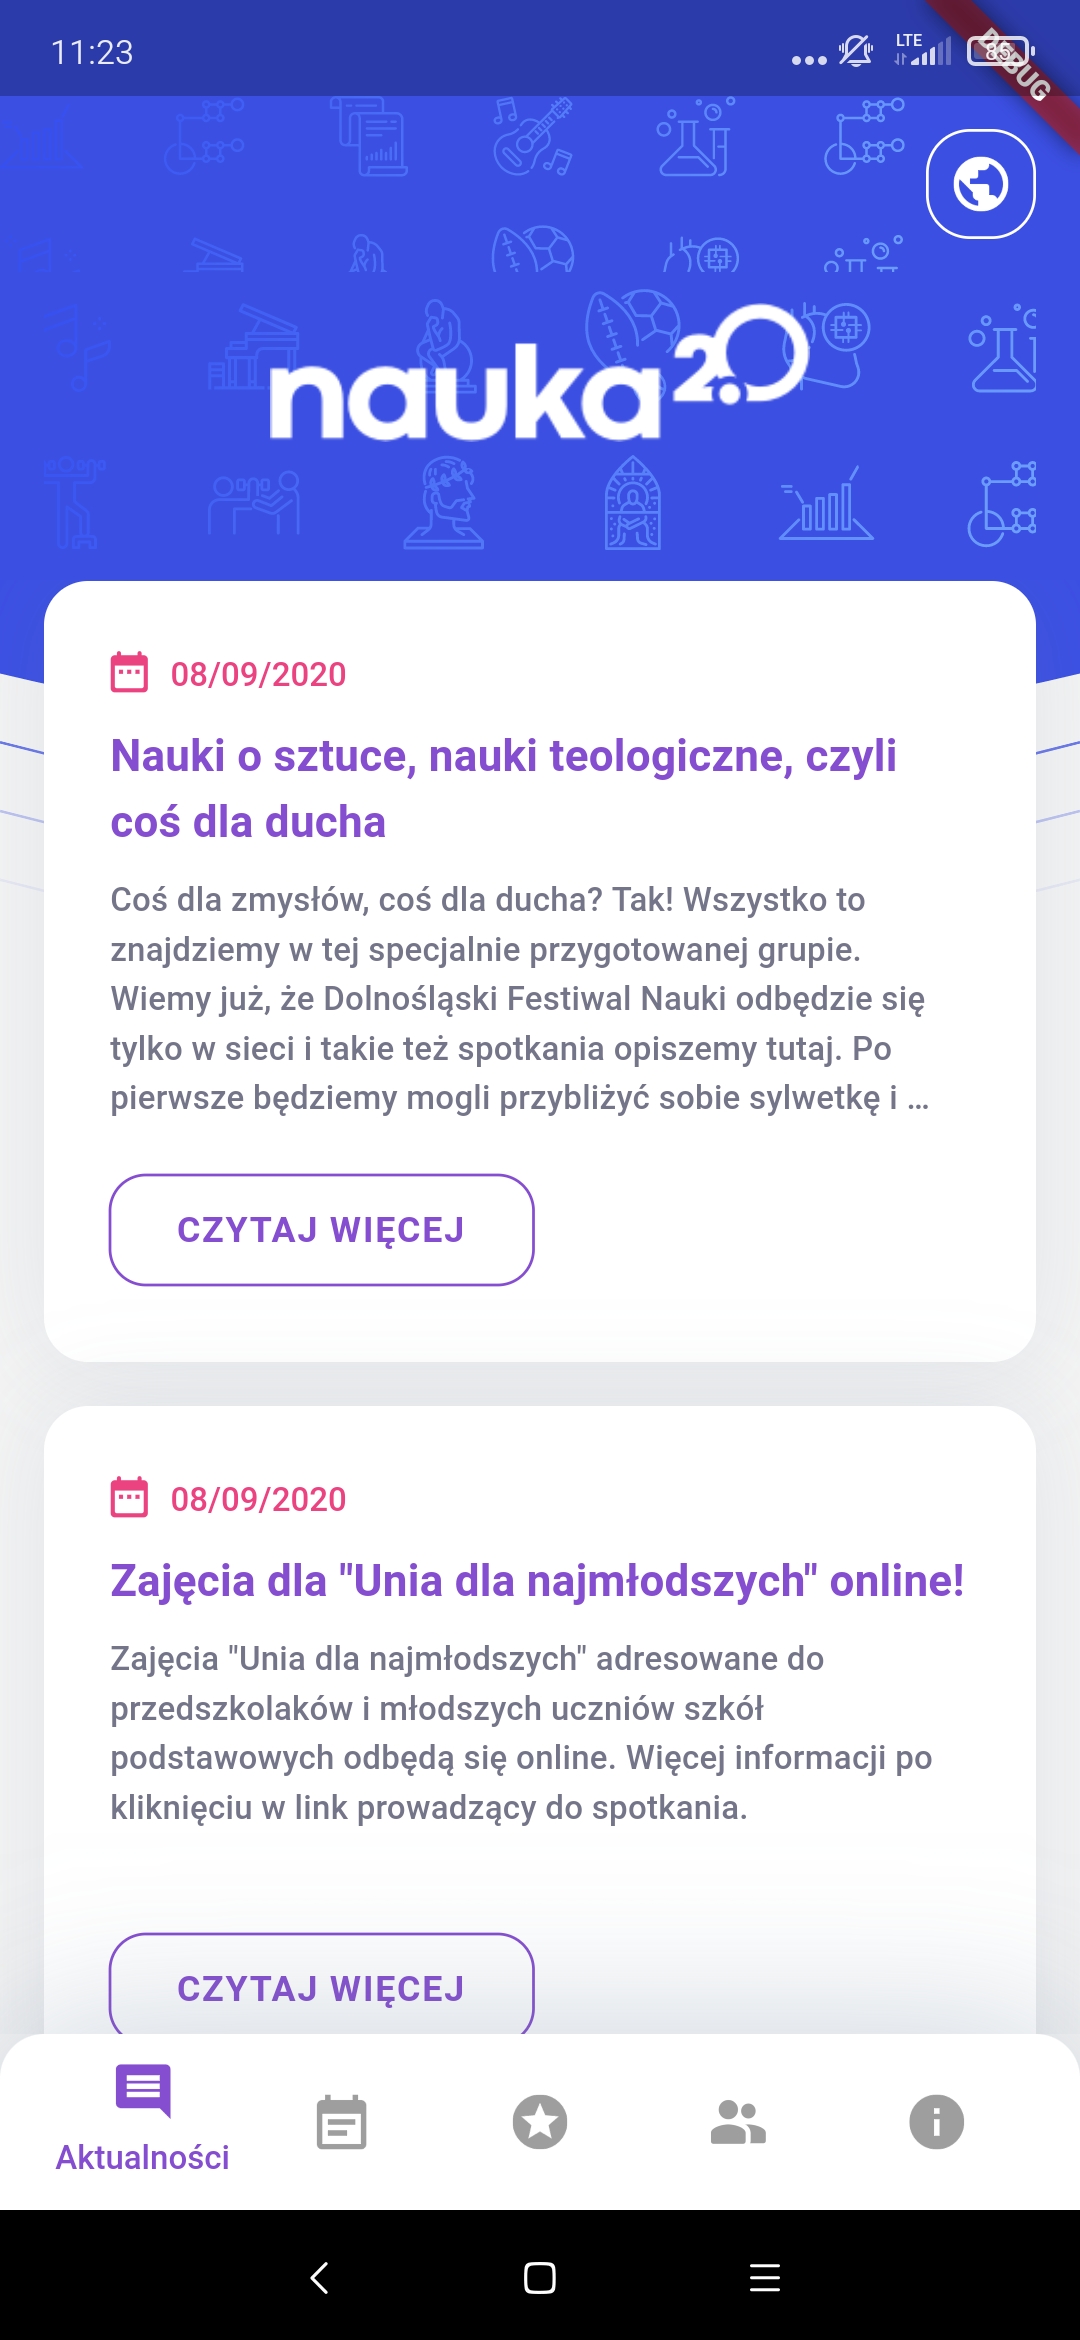 11:23
LTE
85
DEBUG
nauka 2.0
08/09/2020
Nauki o sztuce, nauki teologiczne, czyli
coś dla ducha
Coś dla zmysłów, coś dla ducha? Tak! Wszystko to
znajdziemy w tej specjalnie przygotowanej grupie.
Wiemy już, że Dolnośląski Festiwal Nauki odbędzie się
tylko w sieci i takie też spotkania opiszemy tutaj. Po
pierwsze będziemy mogli przybliżyć sobie sylwetkę i ...
CZYTAJ WIĘCEJ
08/09/2020
Zajęcia dla "Unia dla najmłodszych" online!
Zajęcia "Unia dla najmłodszych" adresowane do
przedszkolaków i młodszych uczniów szkół
podstawowych odbędą się online. Więcej informacji po
kliknięciu w link prowadzący do spotkania.
CZYTAJ WIĘCEJ
Aktualności